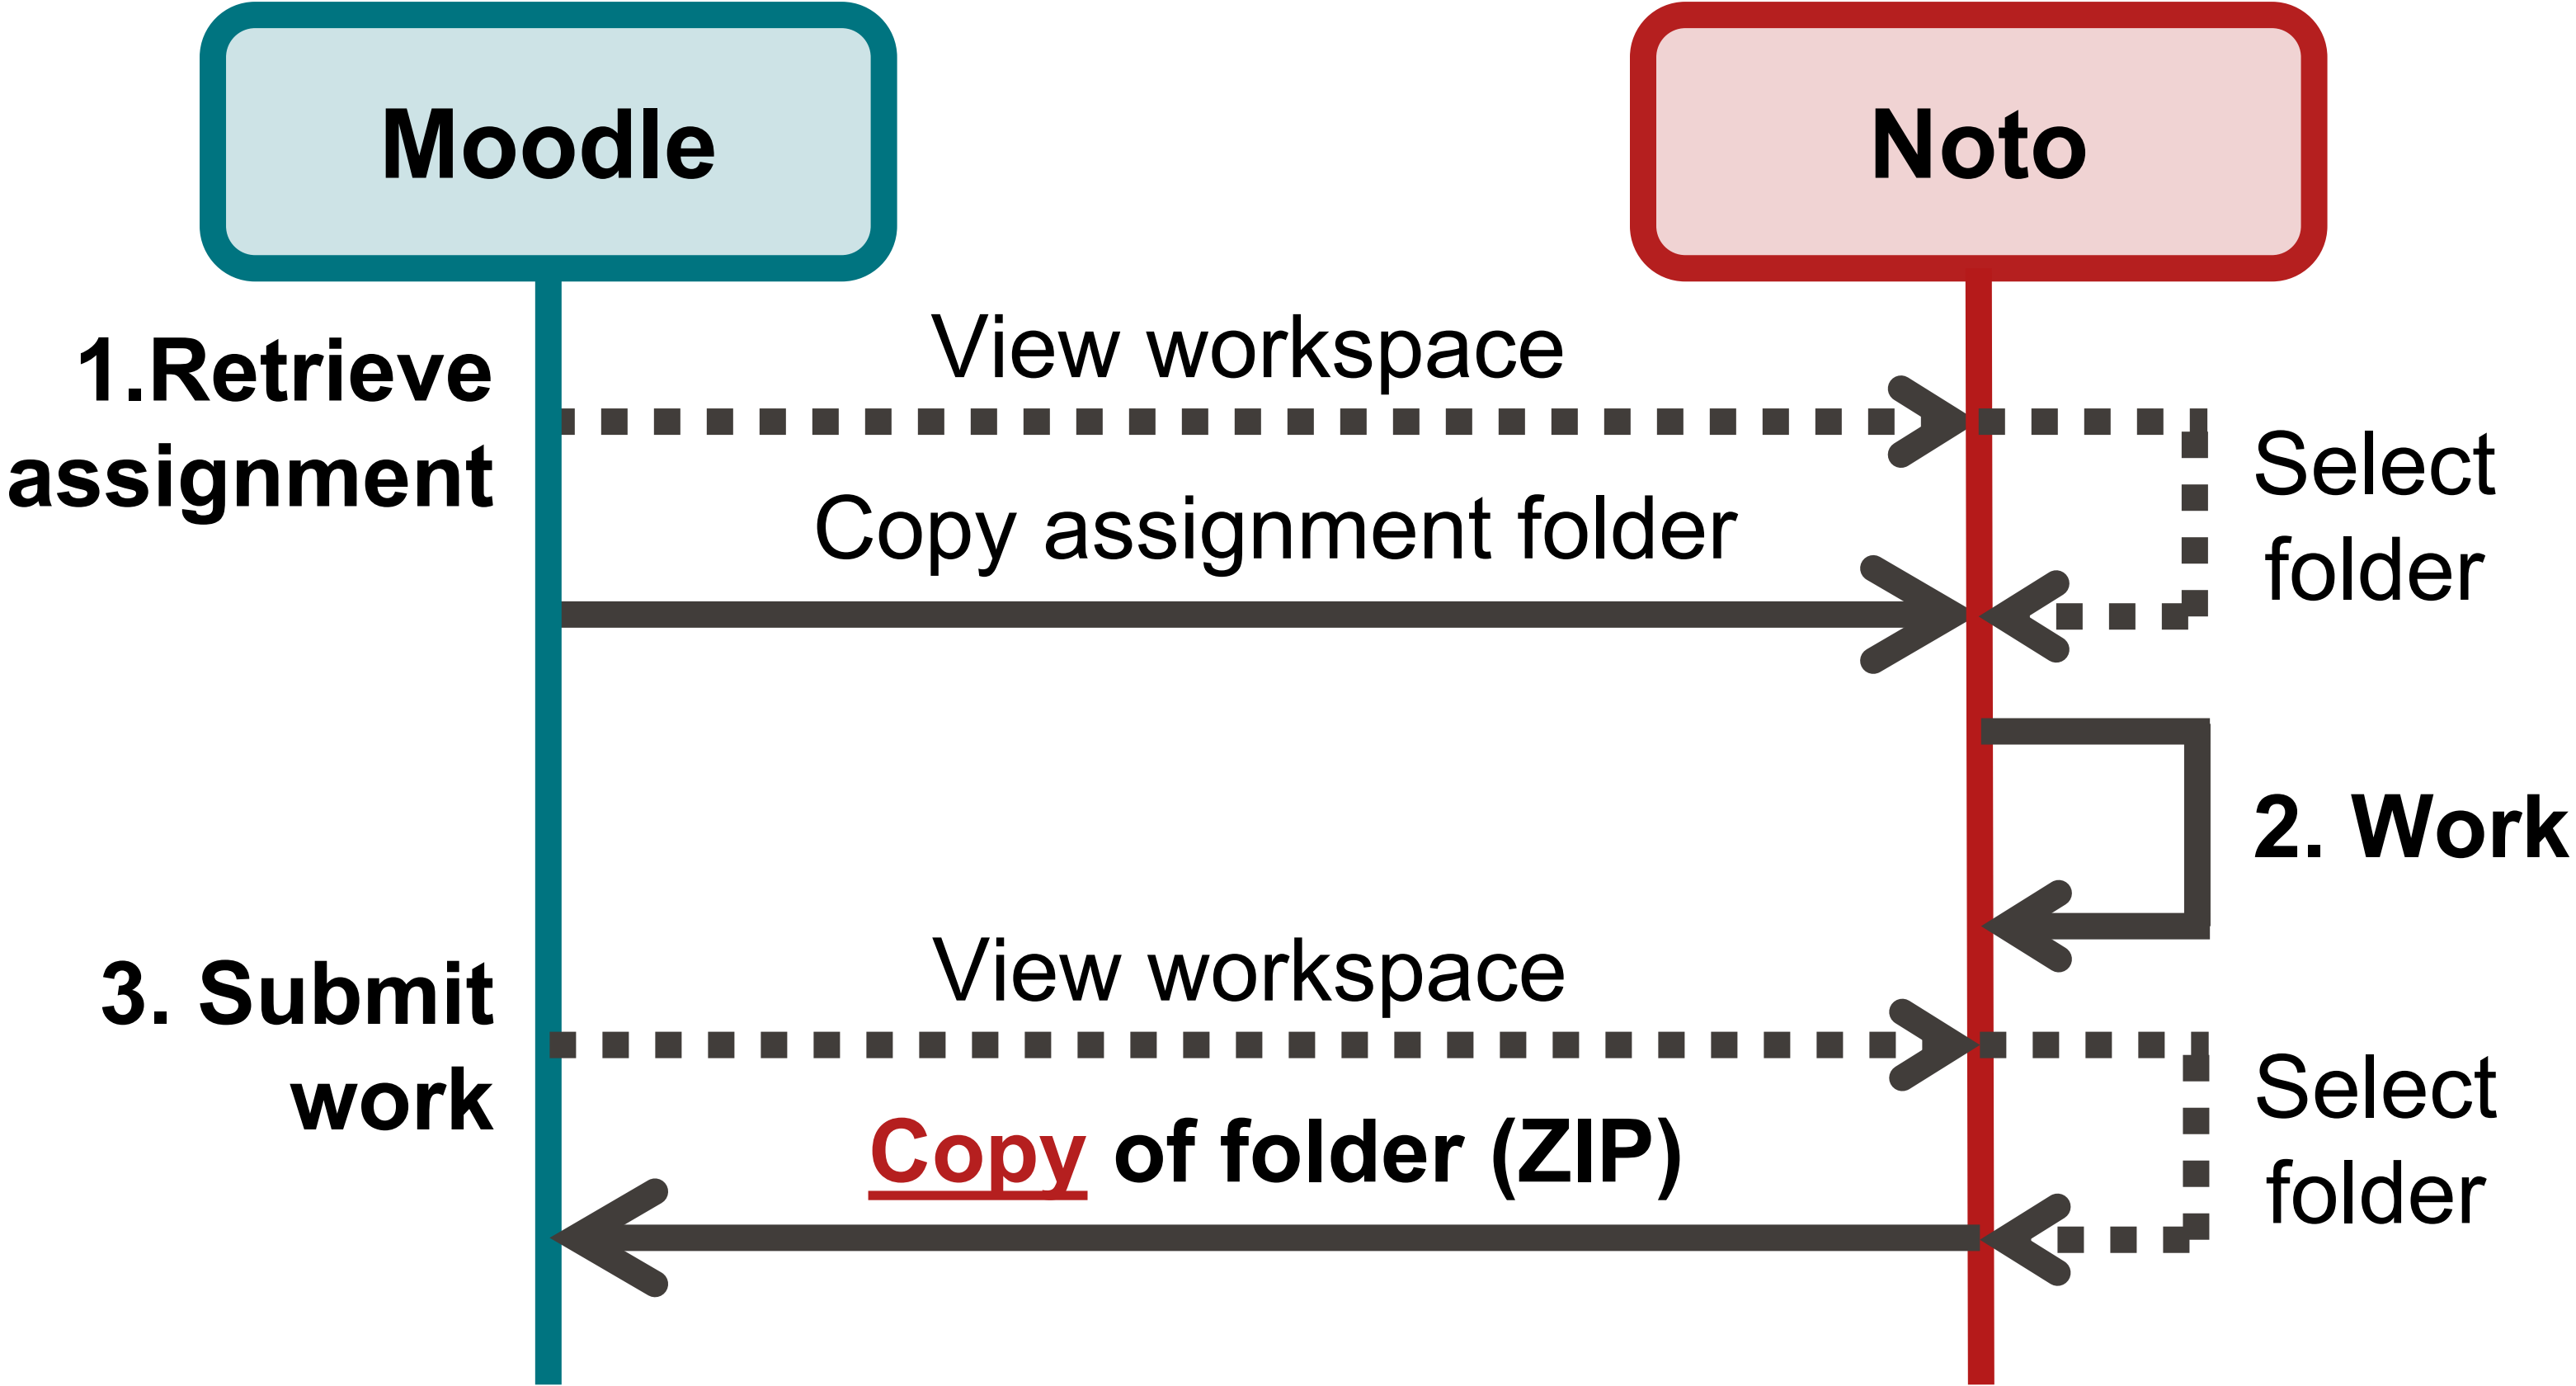 Moodle
Noto
1.Retrieve
assignment
View workspace
Select
folder
Copy assignment folder
2. Work
3. Submit
work
View workspace
Select
folder
Copy of folder (ZIP)